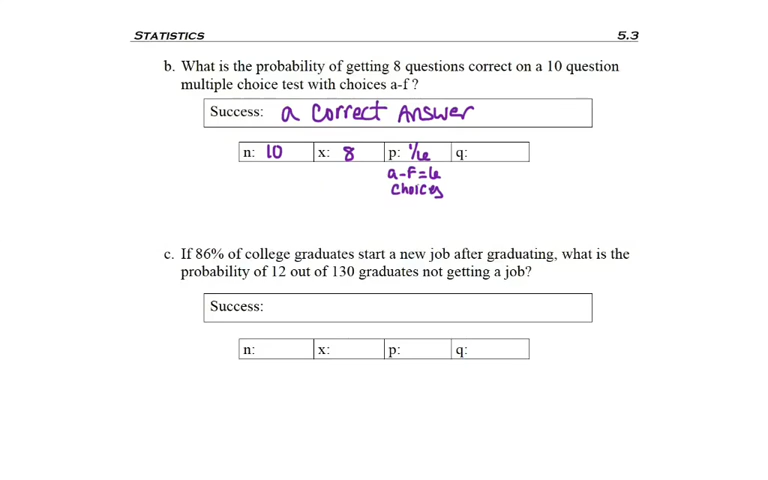 STATISTICS 5.3
b. What is the probability of getting 8 questions correct on a 10 question
multiple choice test with choices a-f ?
Success: a correct Answer
n: 10 x: 8 p: 1/6 q:
a-f=6
choices
c. If 86% of college graduates start a new job after graduating, what is the
probability of 12 out of 130 graduates not getting a job?
Success:
n: x: p: q: